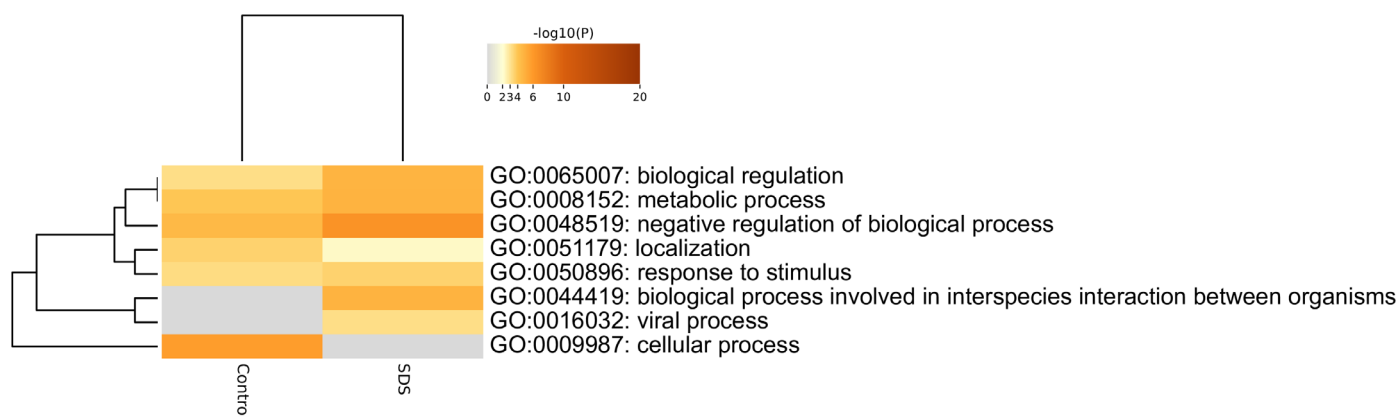 -log10(P)
0 2 3 4 6 10 20
GO:0065007: biological regulation
GO:0008152: metabolic process
GO:0048519: negative regulation of biological process
GO:0051179: localization
GO:0050896: response to stimulus
GO:0044419: biological process involved in interspecies interaction between organisms
GO:0016032: viral process
GO:0009987: cellular process
Contro
SDS